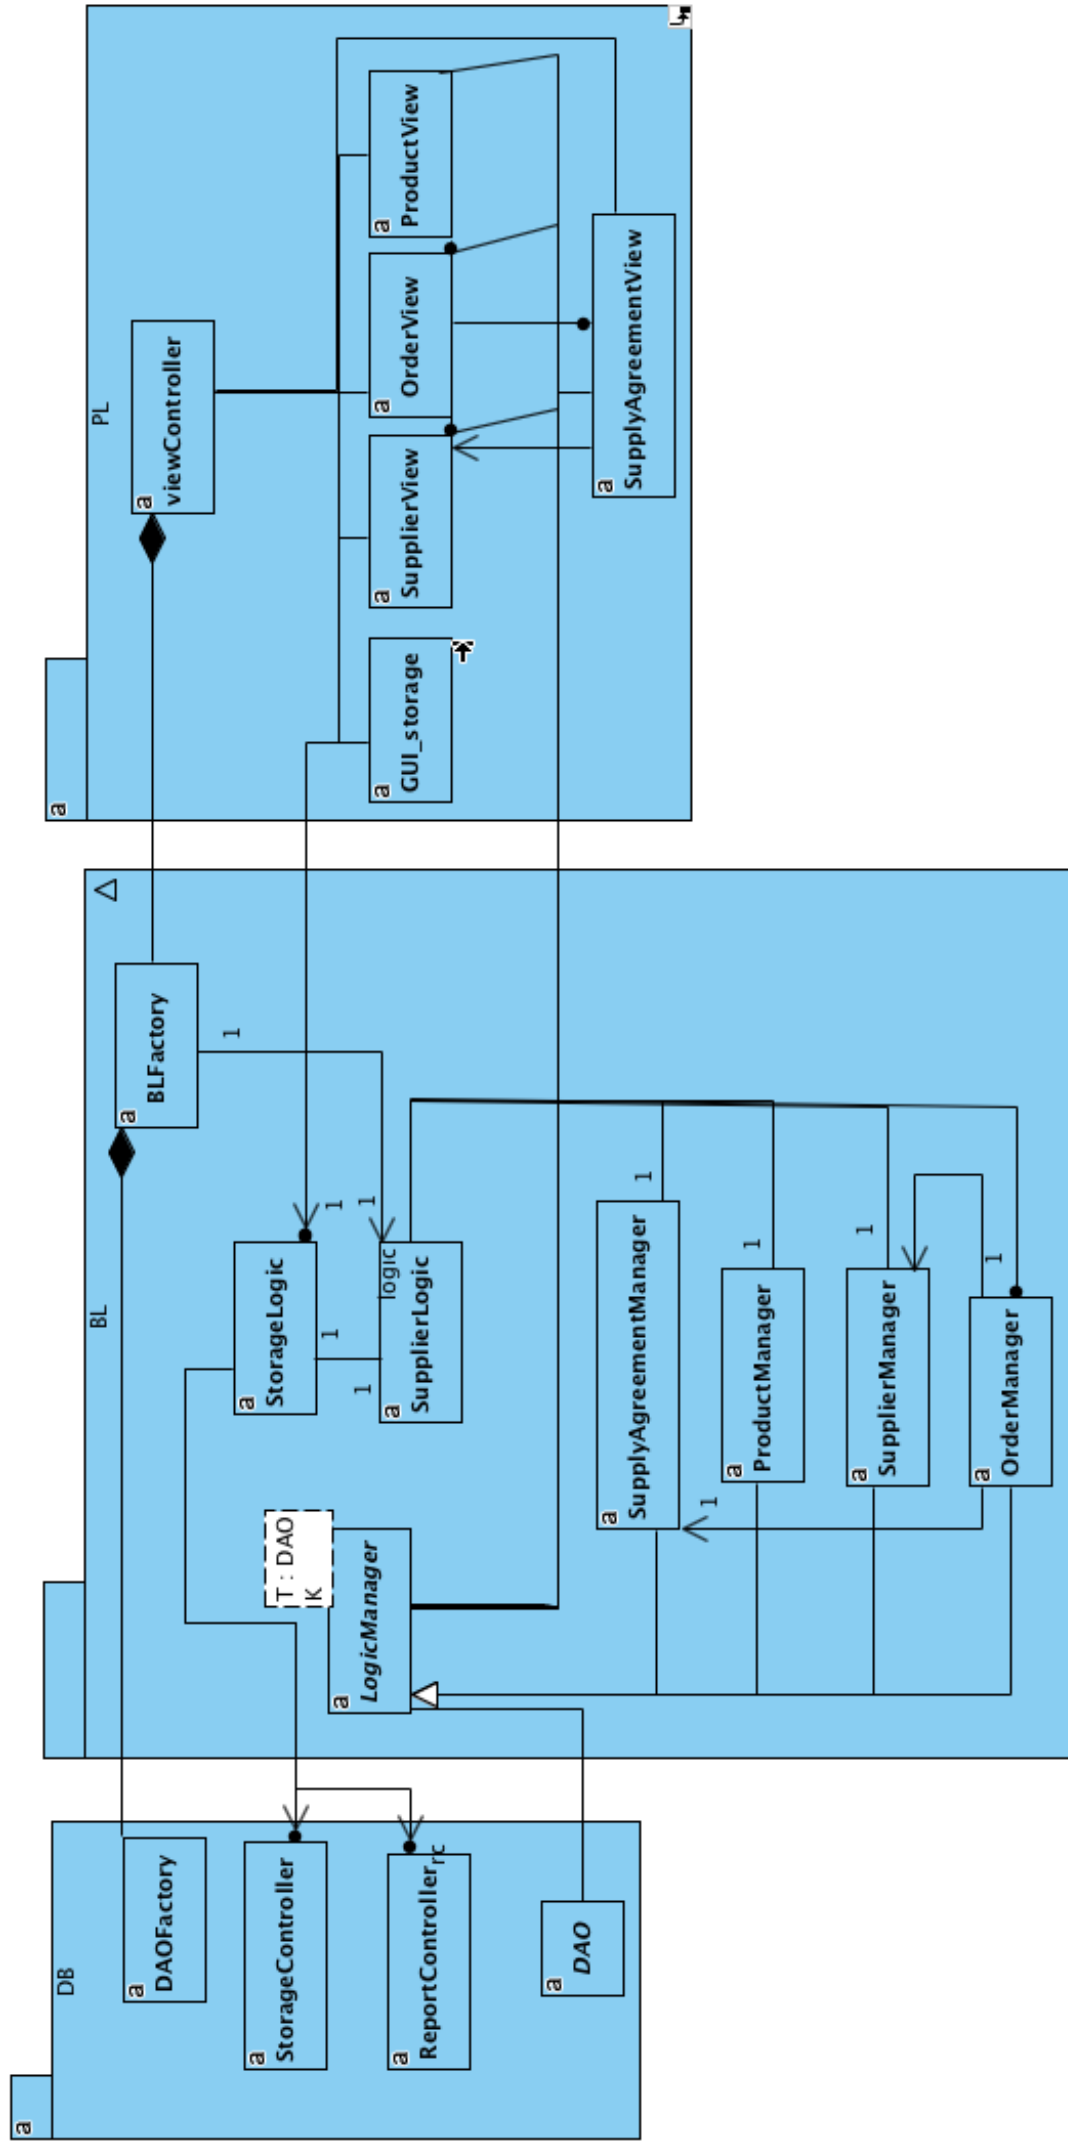 a
DB
a
DAOFactory
a
StorageController
a
ReportController
rc
a
DAO
BL
a
BLFactory
1
a
StorageLogic
1
1
1
1
logic
a
SupplierLogic
T : DAO
K
a
LogicManager
a
SupplyAgreementManager
1
1
a
ProductManager
1
a
SupplierManager
1
a
OrderManager
1
a
PL
a
viewController
a
GUI_storage
a
SupplierView
a
OrderView
a
ProductView
a
SupplyAgreementView